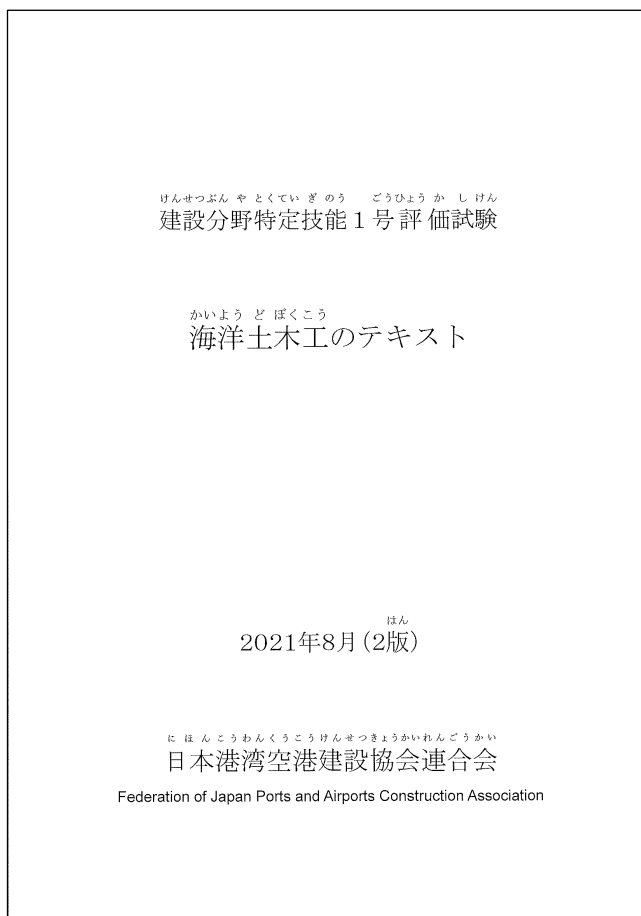 けんせつぶんやとくていぎのう ごうひょうかしけん
建設分野特定技能1号評価試験
かいようどぼくこう
海洋土木工のテキスト
はん
2021年8月(2版)
にほんこうわんくうこうけんせつきょうかいれんごうかい
日本港湾空港建設協会連合会
Federation of Japan Ports and Airports Construction Association